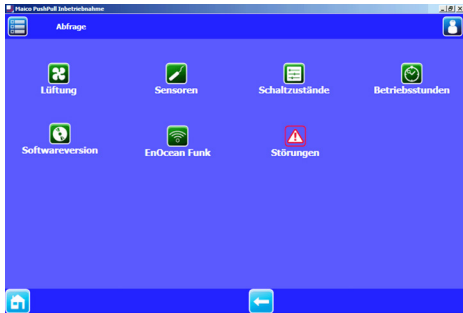 Maico PushPull Inbetriebnahme
Abfrage
Lüftung Sensoren Schaltzustände Betriebsstunden
Softwareversion EnOcean Funk Störungen